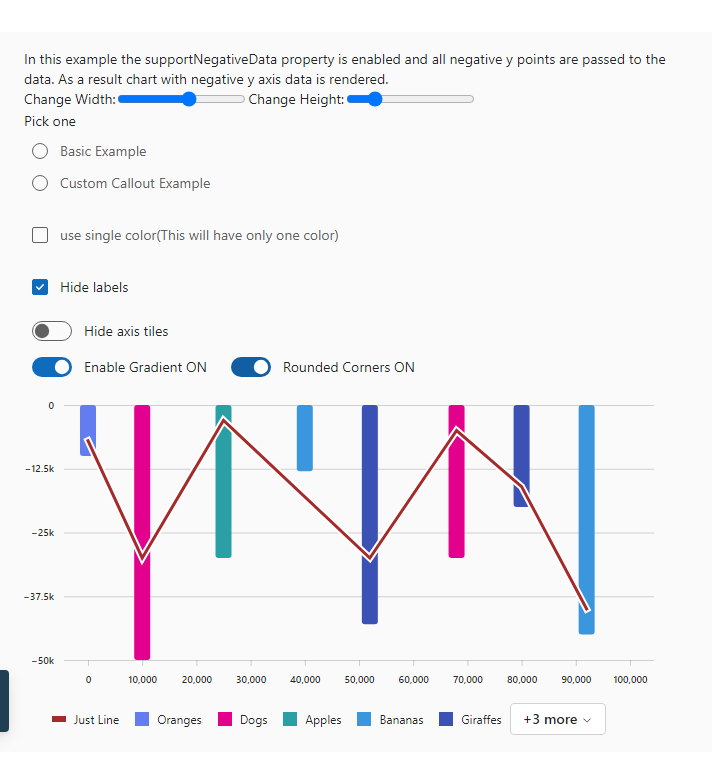 In this example the supportNegativeData property is enabled and all negative y points are passed to the
data. As a result chart with negative y axis data is rendered.
Change Width: Change Height:
Pick one
Basic Example
Custom Callout Example
use single color(This will have only one color)
Hide labels
Hide axis tiles
Enable Gradient ON Rounded Corners ON
0
−12.5k
−25k
−37.5k
−50k
0 10,000 20,000 30,000 40,000 50,000 60,000 70,000 80,000 90,000 100,000
Just Line Oranges Dogs Apples Bananas Giraffes +3 more